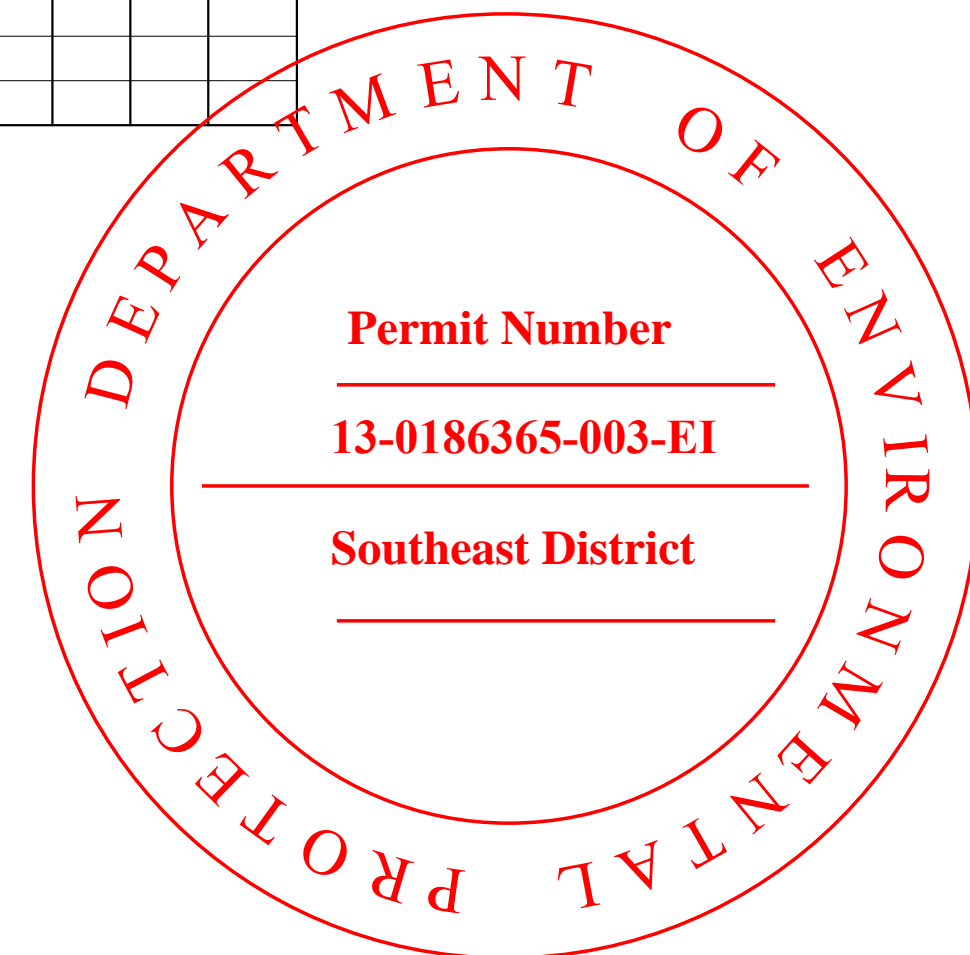 DEPARTMENT OF ENVIRONMENTAL PROTECTION
Permit Number
13-0186365-003-EI
Southeast District